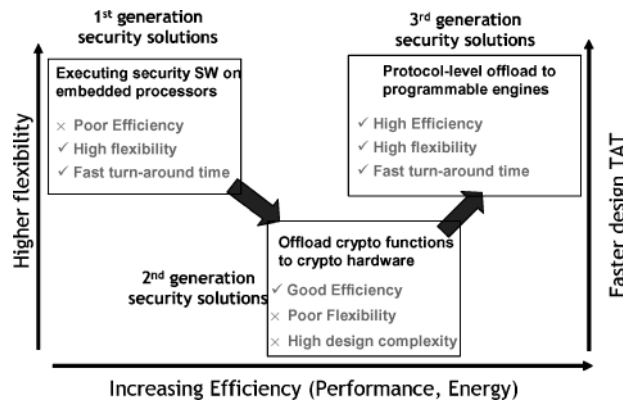 1st generation
security solutions
3rd generation
security solutions
Executing security SW on
embedded processors
× Poor Efficiency
✓ High flexibility
✓ Fast turn-around time
Protocol-level offload to
programmable engines
✓ High Efficiency
✓ High flexibility
✓ Fast turn-around time
Higher flexibility
Faster design TAT
2nd generation
security solutions
Offload crypto functions
to crypto hardware
✓ Good Efficiency
× Poor Flexibility
× High design complexity
Increasing Efficiency (Performance, Energy)